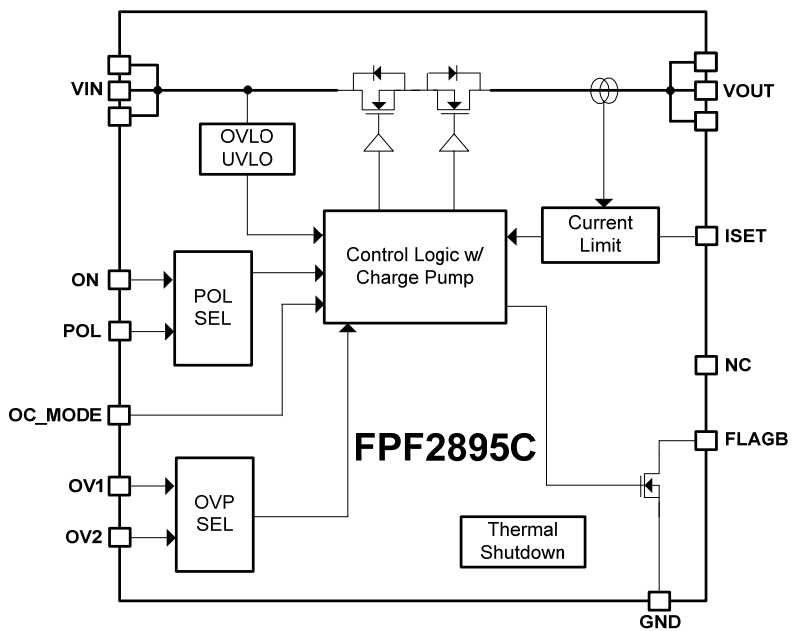 VIN
VOUT
OVLO
UVLO
Control Logic w/
Charge Pump
Current
Limit
ISET
ON
POL
SEL
POL
NC
OC_MODE
FPF2895C
FLAGB
OV1
OVP
SEL
OV2
Thermal
Shutdown
GND